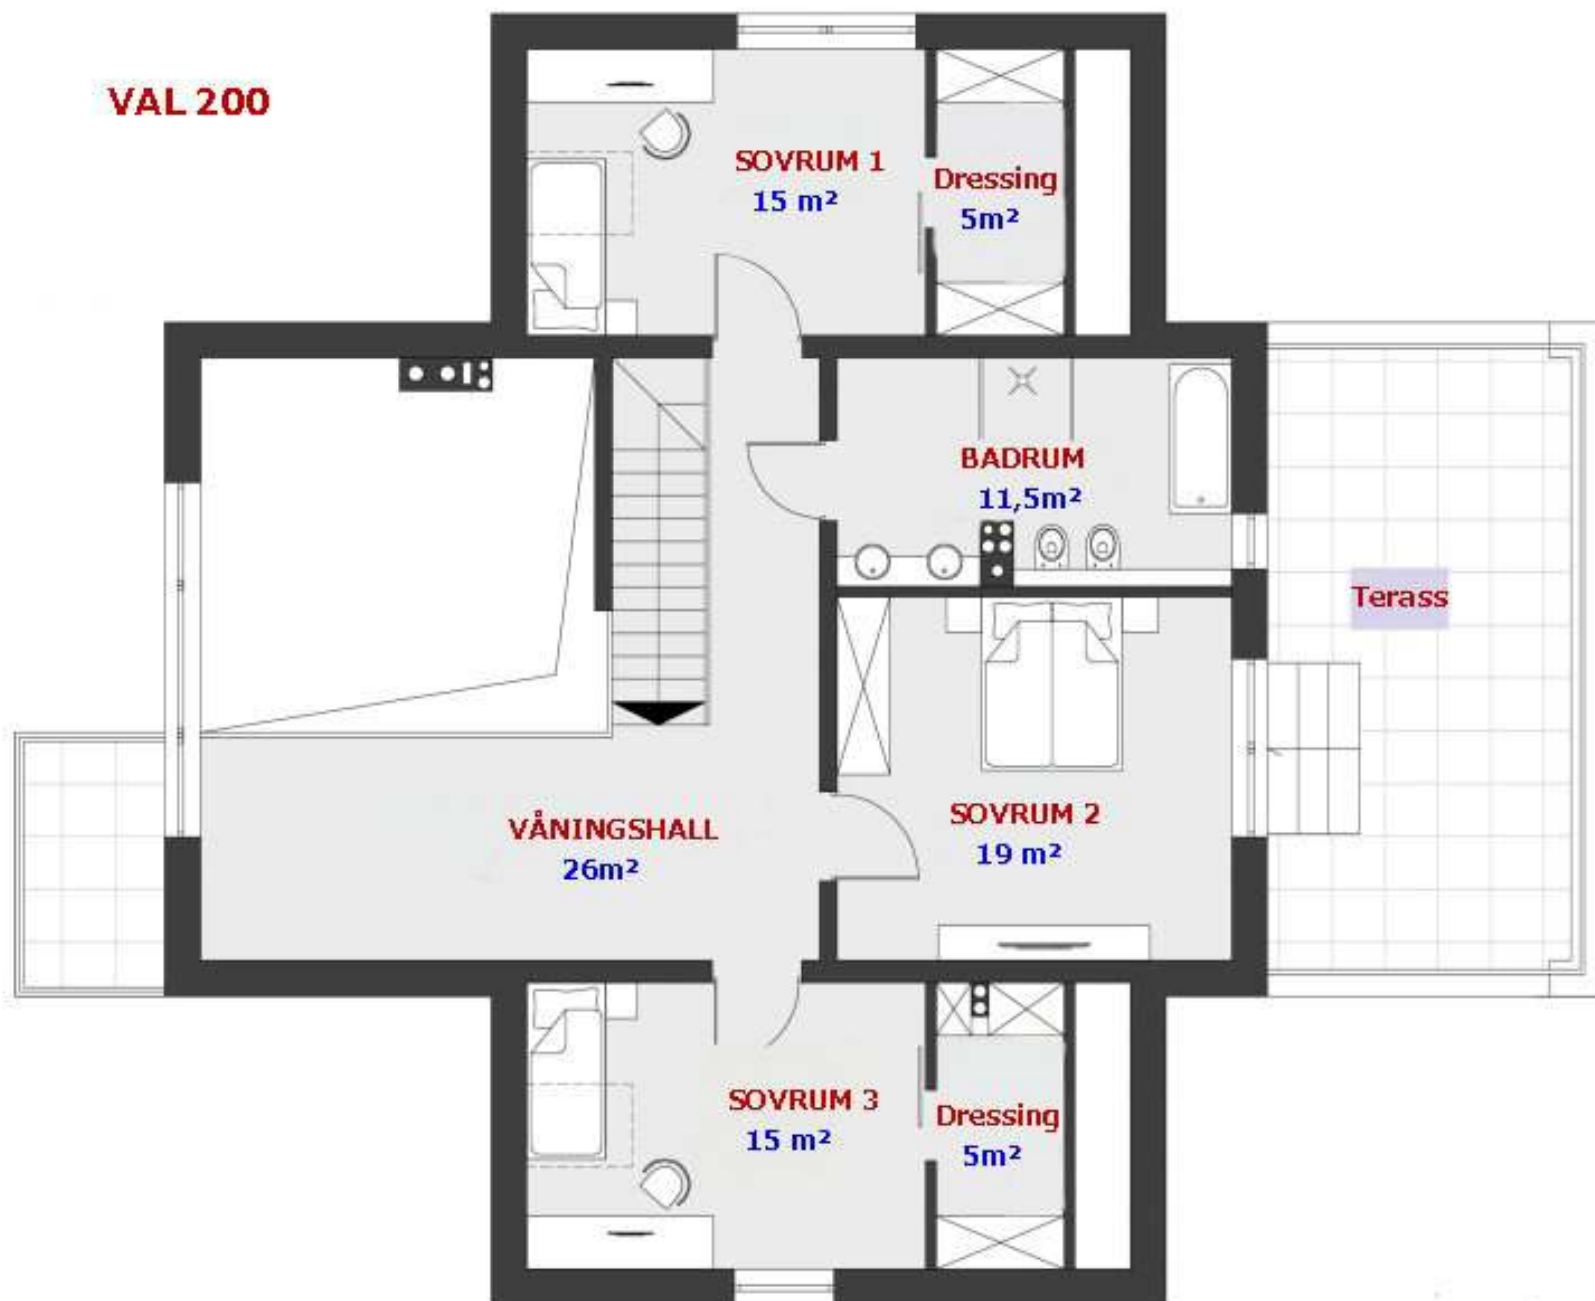 VAL 200
SOVRUM 1
15 m²
Dressing
5m²
BADRUM
11,5m²
Terass
SOVRUM 2
19 m²
VÅNINGSHALL
26m²
SOVRUM 3
15 m²
Dressing
5m²